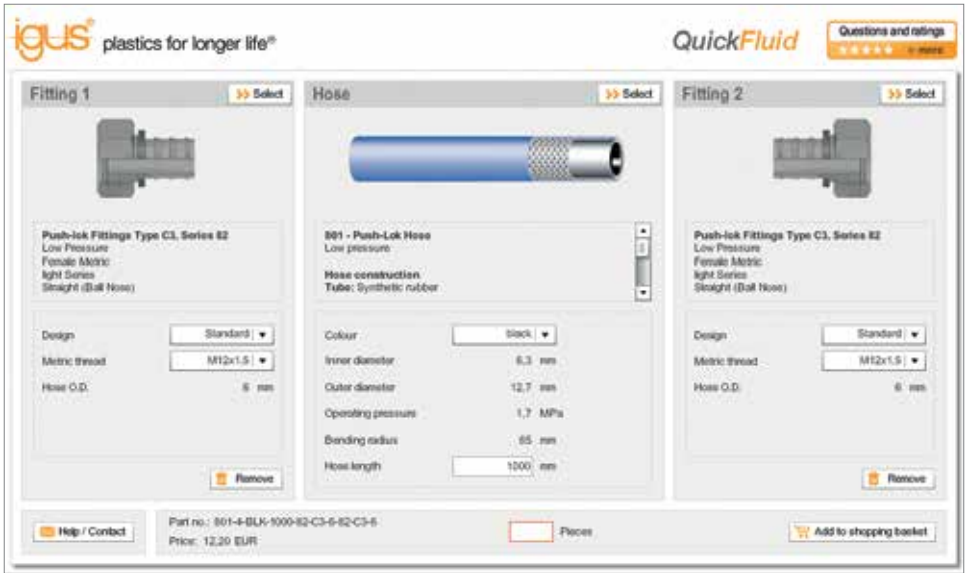 igus® plastics for longer life®
QuickFluid
Questions and ratings
» more
Fitting 1
Select
Hose
Select
Fitting 2
Select
Push-lok Fittings Type C3, Series 82
Low Pressure
Female Metric
light Series
Straight (Ball Nose)
801 - Push-Lok Hose
Low pressure
Hose construction
Tube: Synthetic rubber
Push-lok Fittings Type C3, Series 82
Low Pressure
Female Metric
light Series
Straight (Ball Nose)
Design Standard
Metric thread M12x1,5
Hose O.D. 6 mm
Remove
Colour black
Inner diameter 6,3 mm
Outer diameter 12,7 mm
Operating pressure 1,7 MPa
Bending radius 65 mm
Hose length 1000 mm
Design Standard
Metric thread M12x1,5
Hose O.D. 6 mm
Remove
Help / Contact
Part no.: 801-4-BLK-1000-82-C3-6-82-C3-6
Price: 12,20 EUR
Pieces
Add to shopping basket